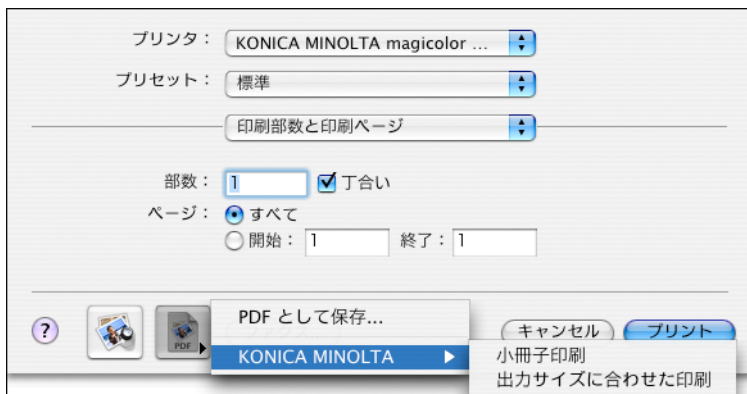 プリンタ： KONICA MINOLTA magicolor ...
プリセット： 標準
印刷部数と印刷ページ
部数： 1 丁合い
ページ： すべて
開始： 1 終了： 1
PDF として保存...
? PDF キャンセル プリント
KONICA MINOLTA
小冊子印刷
出力サイズに合わせた印刷